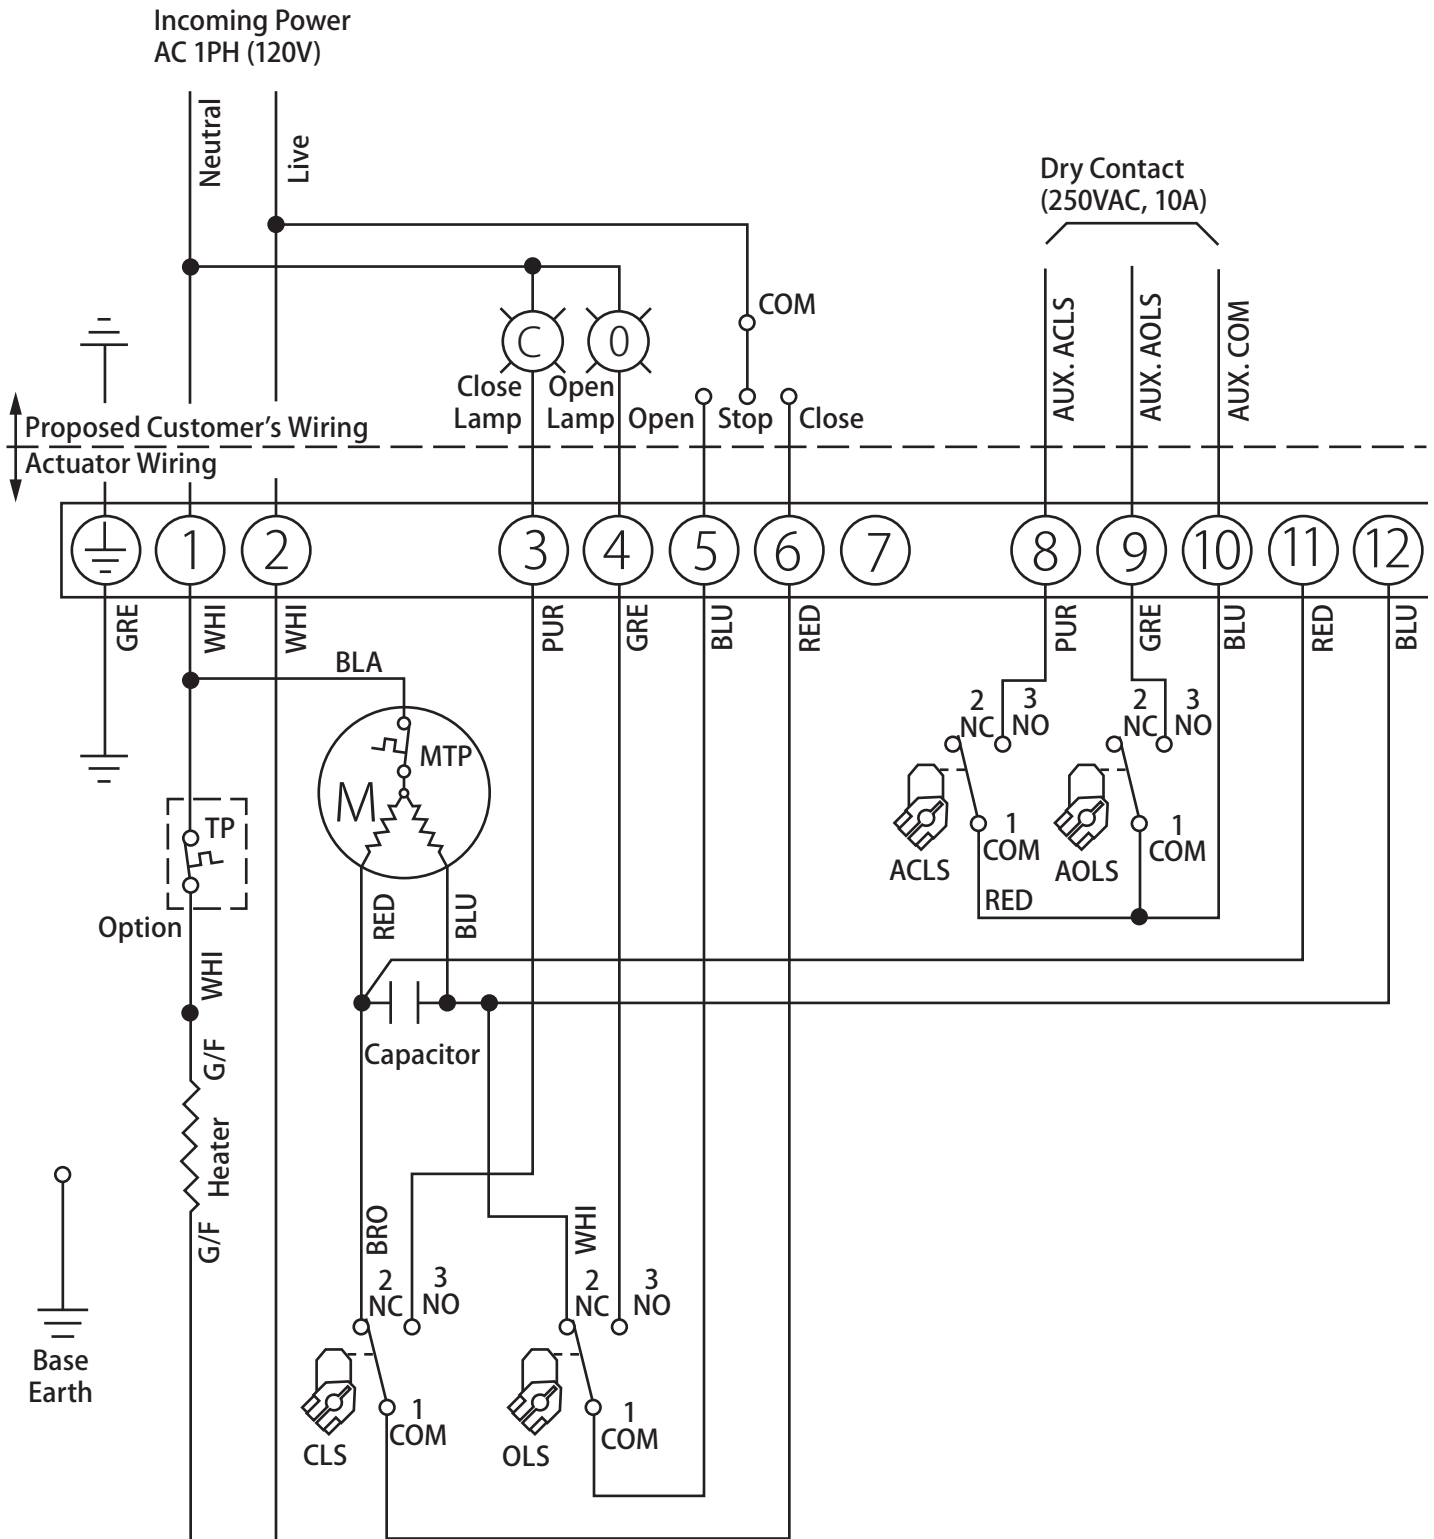 Incoming Power
AC 1PH (120V)
Neutral
Live
Dry Contact
(250VAC, 10A)
AUX. ACLS
AUX. AOLS
AUX. COM
COM
C
0
Close
Lamp
Open
Lamp
Open
Stop
Close
Proposed Customer's Wiring
Actuator Wiring
1
2
3
4
5
6
7
8
9
10
11
12
GRE
WHI
WHI
PUR
GRE
BLU
RED
PUR
GRE
BLU
RED
BLU
BLA
MTP
M
2
NC
3
NO
2
NC
3
NO
1
COM
1
COM
ACLS
AOLS
RED
TP
Option
RED
BLU
WHI
Capacitor
G/F
Heater
G/F
BRO
WHI
2
NC
3
NO
2
NC
3
NO
Base
Earth
1
COM
1
COM
CLS
OLS